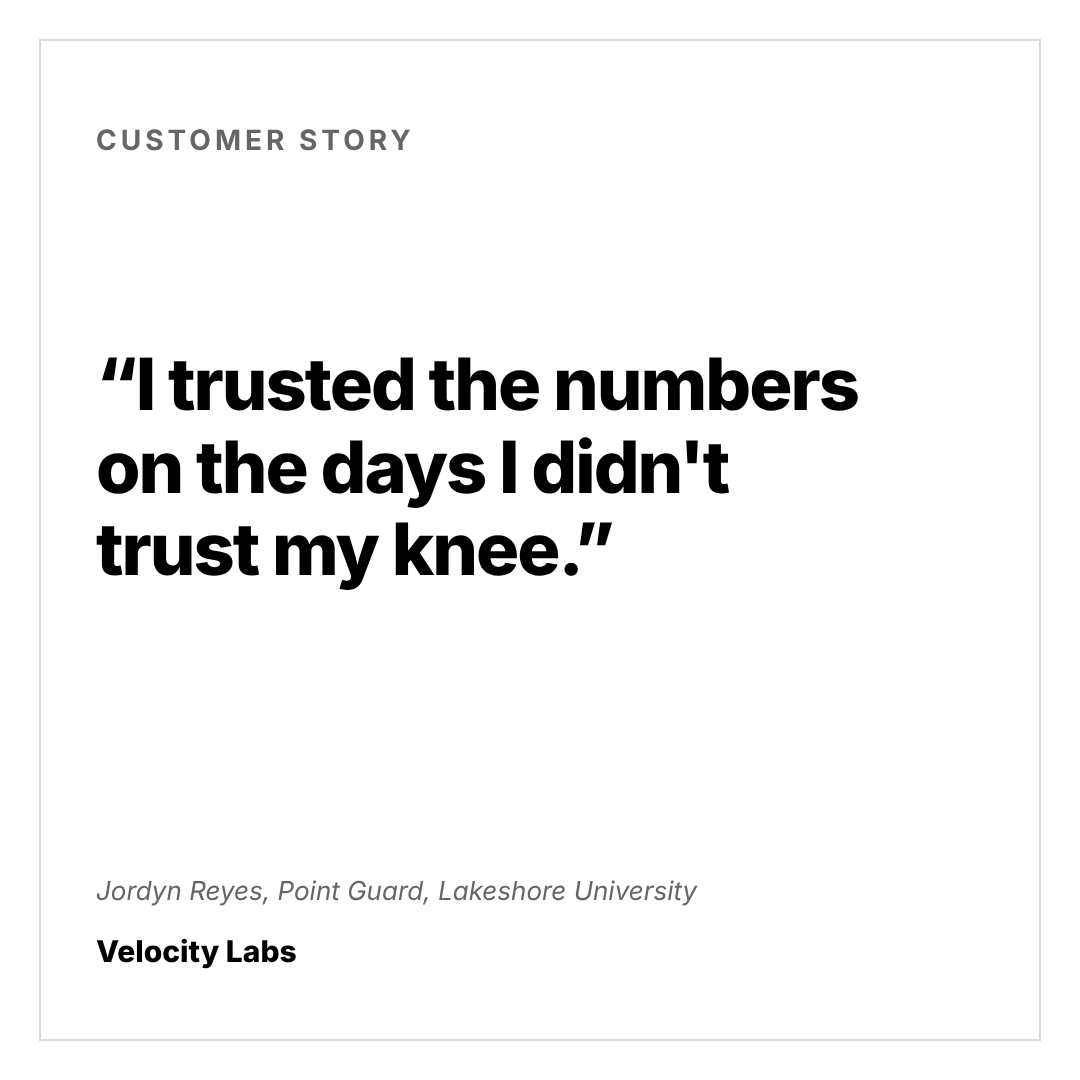 CUSTOMER STORY
“I trusted the numbers
on the days I didn't
trust my knee.”
Jordyn Reyes, Point Guard, Lakeshore University
Velocity Labs